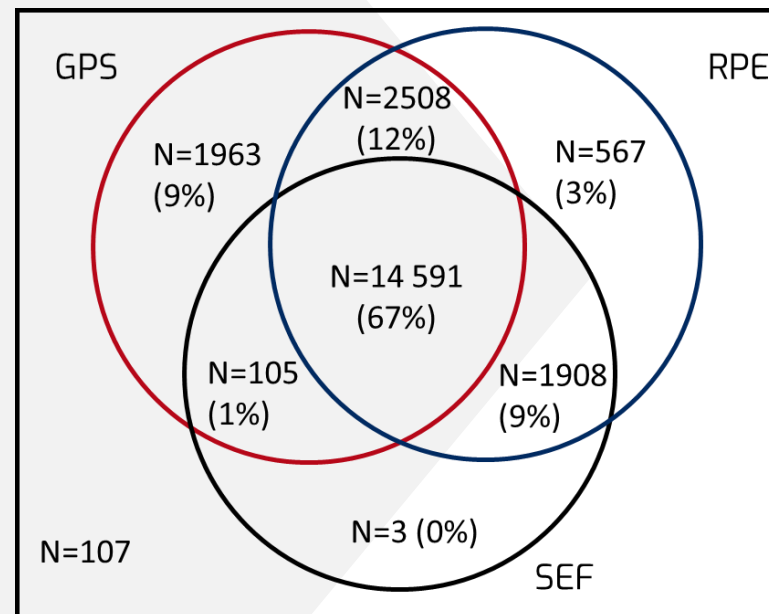 GPS
RPE
N=2508
(12%)
N=1963
(9%)
N=567
(3%)
N=14 591
(67%)
N=105
(1%)
N=1908
(9%)
N=3 (0%)
N=107
SEF